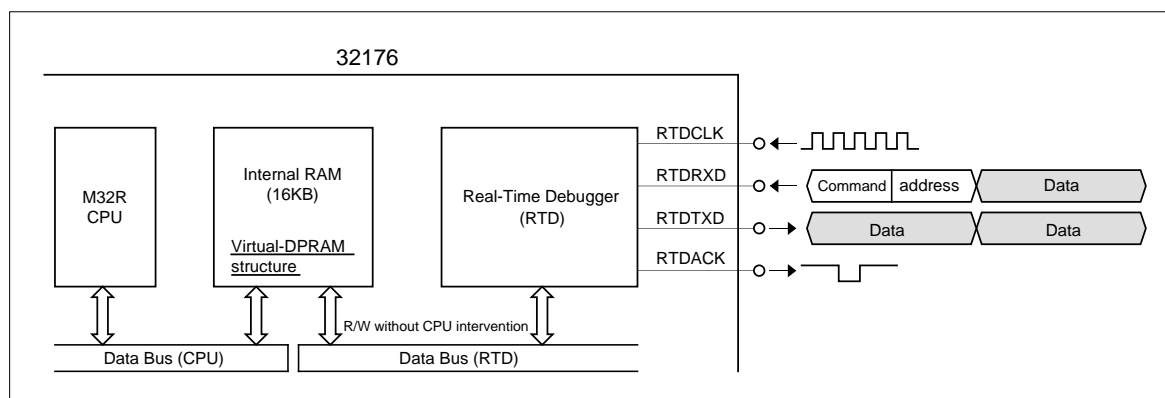 32176
M32R
CPU
Internal RAM
(16KB)
Virtual-DPRAM
structure
Real-Time Debugger
(RTD)
RTDCLK
RTDRXD
RTDTXD
RTDACK
Command
address
Data
Data
Data
R/W without CPU intervention
Data Bus (CPU)
Data Bus (RTD)